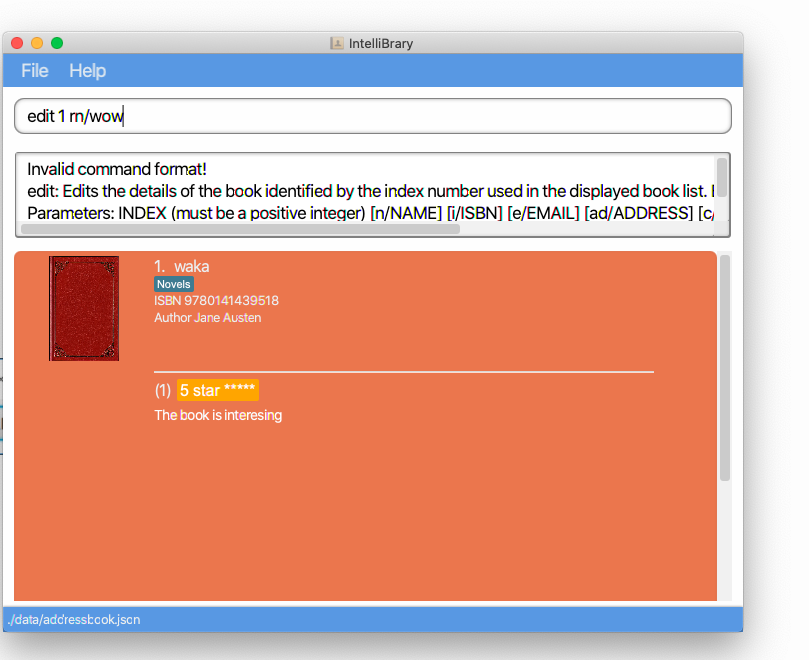 IntelliBrary
File Help
edit 1 rn/wow
Invalid command format!
edit: Edits the details of the book identified by the index number used in the displayed book list.
Parameters: INDEX (must be a positive integer) [n/NAME] [i/ISBN] [e/EMAIL] [ad/ADDRESS] [c/
1. waka
Novels
ISBN 9780141439518
Author Jane Austen
(1) 5 star *****
The book is interesing
./data/addressbook.json